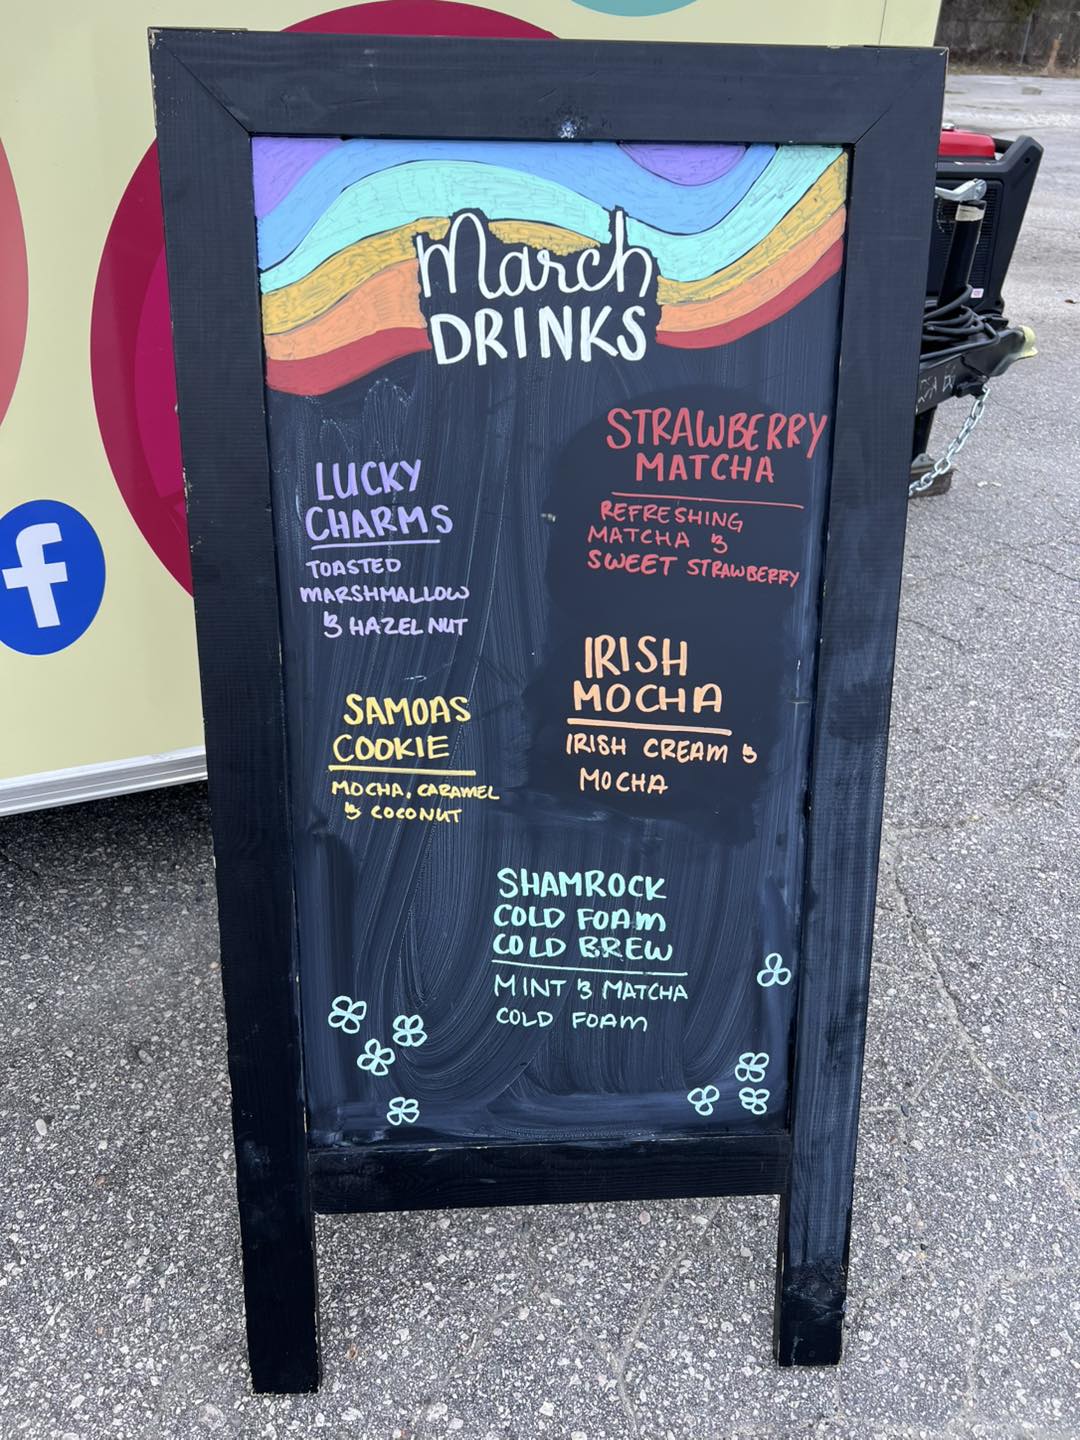 March
DRINKS
LUCKY
CHARMS
TOASTED
MARSHMALLOW
& HAZELNUT
STRAWBERRY
MATCHA
REFRESHING
MATCHA &
SWEET STRAWBERRY
SAMOAS
COOKIE
MOCHA, CARAMEL
& COCONUT
IRISH
MOCHA
IRISH CREAM &
MOCHA
SHAMROCK
COLD FOAM
COLD BREW
MINT & MATCHA
COLD FOAM
f